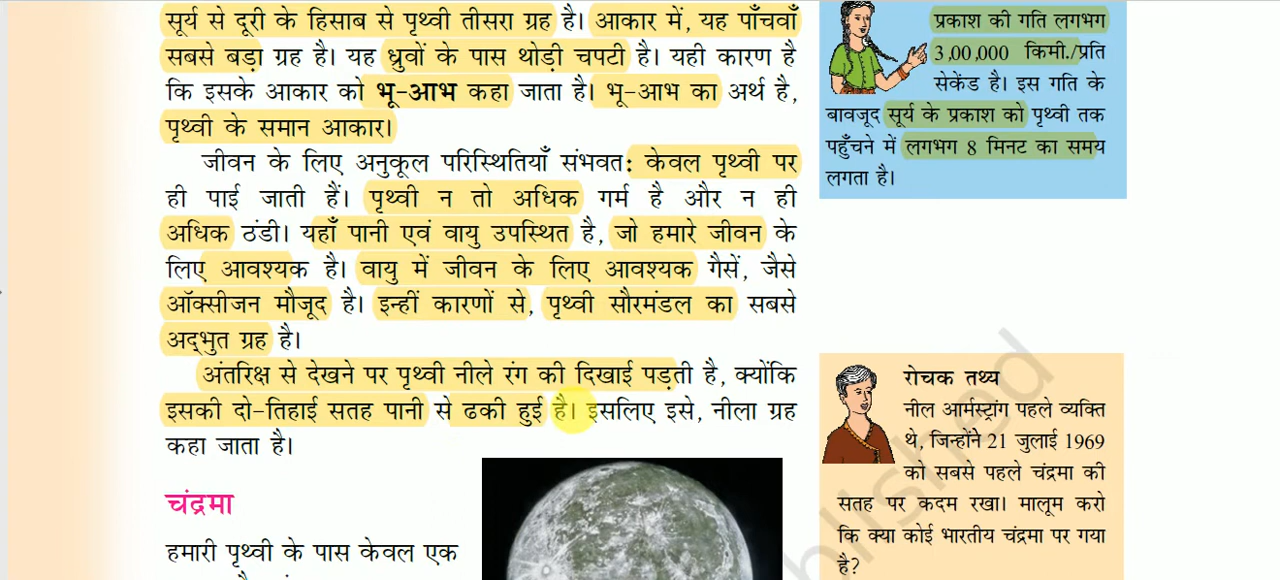 सूर्य से दूरी के हिसाब से पृथ्वी तीसरा ग्रह है। आकार में, यह पाँचवाँ
सबसे बड़ा ग्रह है। यह ध्रुवों के पास थोड़ी चपटी है। यही कारण है
कि इसके आकार को भू-आभ कहा जाता है। भू-आभ का अर्थ है,
पृथ्वी के समान आकार।
जीवन के लिए अनुकूल परिस्थितियाँ संभवत: केवल पृथ्वी पर
ही पाई जाती हैं। पृथ्वी न तो अधिक गर्म है और न ही
अधिक ठंडी। यहाँ पानी एवं वायु उपस्थित है, जो हमारे जीवन के
लिए आवश्यक है। वायु में जीवन के लिए आवश्यक गैसें, जैसे
ऑक्सीजन मौजूद है। इन्हीं कारणों से, पृथ्वी सौरमंडल का सबसे
अद्भुत ग्रह है।
अंतरिक्ष से देखने पर पृथ्वी नीले रंग की दिखाई पड़ती है, क्योंकि
इसकी दो-तिहाई सतह पानी से ढकी हुई है। इसलिए इसे, नीला ग्रह
कहा जाता है।
चंद्रमा
हमारी पृथ्वी के पास केवल एक
प्रकाश की गति लगभग
3,00,000 किमी./प्रति
सेकेंड है। इस गति के
बावजूद सूर्य के प्रकाश को पृथ्वी तक
पहुँचने में लगभग 8 मिनट का समय
लगता है।
रोचक तथ्य
नील आर्मस्ट्रांग पहले व्यक्ति
थे, जिन्होंने 21 जुलाई 1969
को सबसे पहले चंद्रमा की
सतह पर कदम रखा। मालूम करो
कि क्या कोई भारतीय चंद्रमा पर गया
है?
blished